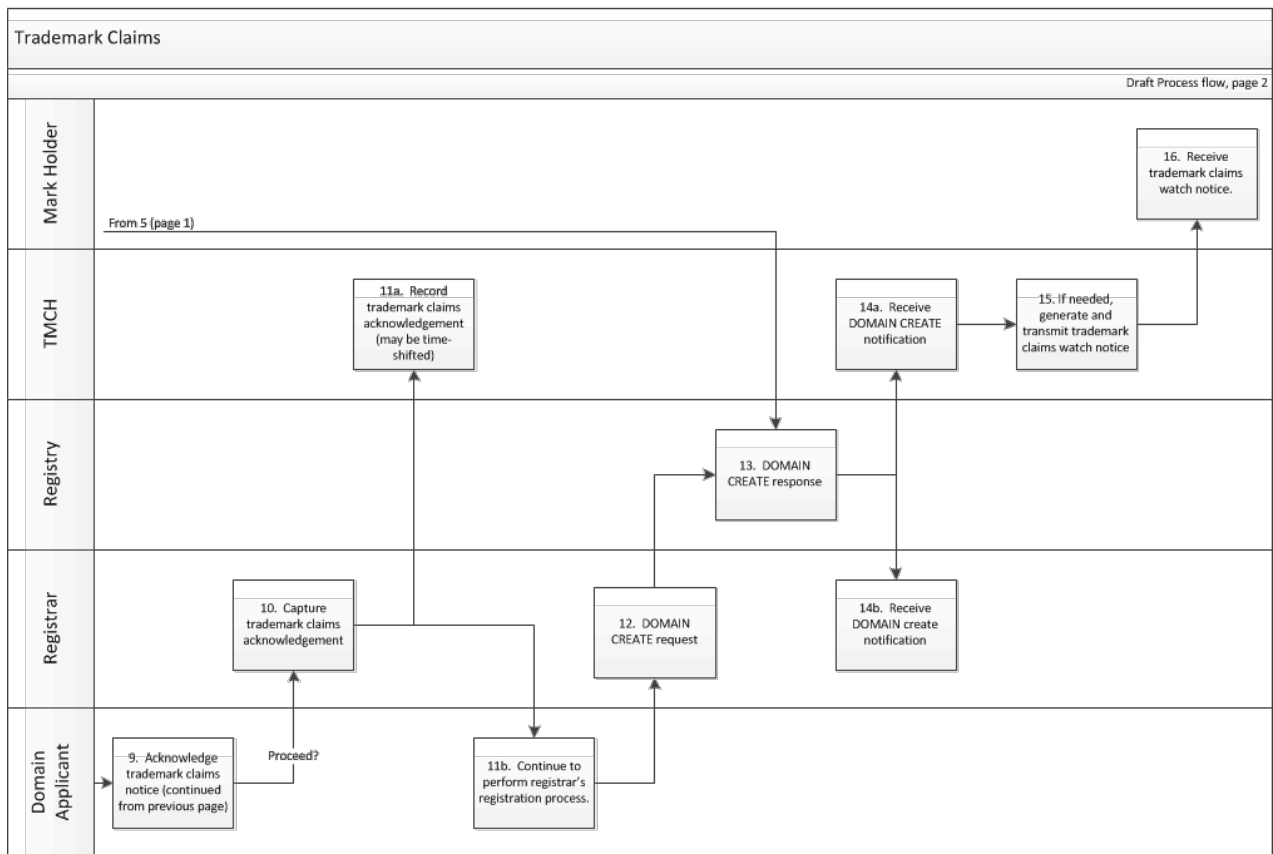 Trademark Claims
Draft Process flow, page 2
Mark Holder
16. Receive
trademark claims
watch notice.
From 5 (page 1)
TMCH
11a. Record
trademark claims
acknowledgement
(may be time-
shifted)
14a. Receive
DOMAIN CREATE
notification
15. If needed,
generate and
transmit trademark
claims watch notice
Registry
13. DOMAIN
CREATE response
Registrar
10. Capture
trademark claims
acknowledgement
12. DOMAIN
CREATE request
14b. Receive
DOMAIN create
notification
Domain
Applicant
9. Acknowledge
trademark claims
notice (continued
from previous page)
Proceed?
11b. Continue to
perform registrar's
registration process.